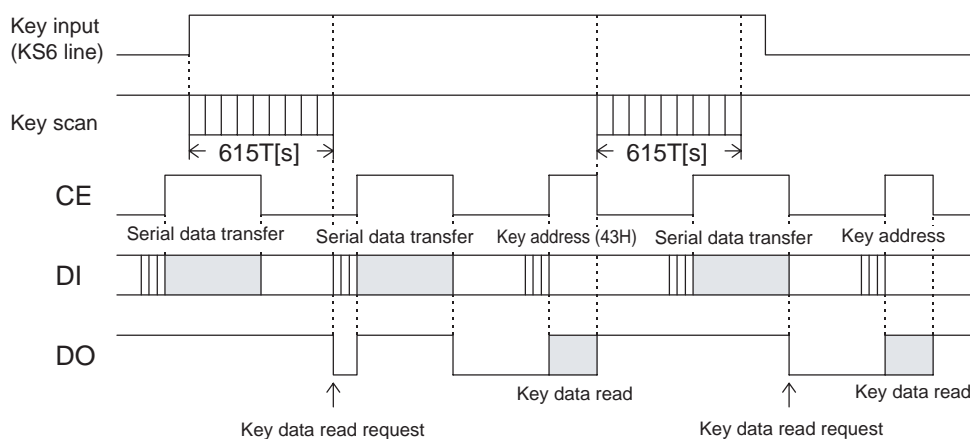 Key input
(KS6 line)
Key scan
615T[s]
615T[s]
CE
Serial data transfer
Serial data transfer
Key address (43H)
Serial data transfer
Key address
DI
DO
Key data read
Key data read
Key data read request
Key data read request